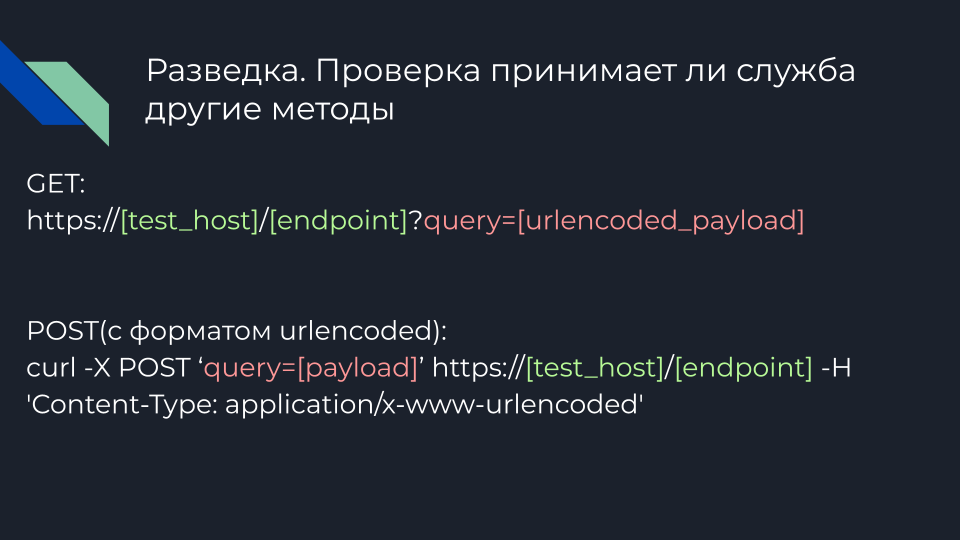 Разведка. Проверка принимает ли служба
другие методы
GET:
https://[test_host]/[endpoint]?query=[urlencoded_payload]
POST(с форматом urlencoded):
curl -X POST ‘query=[payload]’ https://[test_host]/[endpoint] -H
'Content-Type: application/x-www-urlencoded'